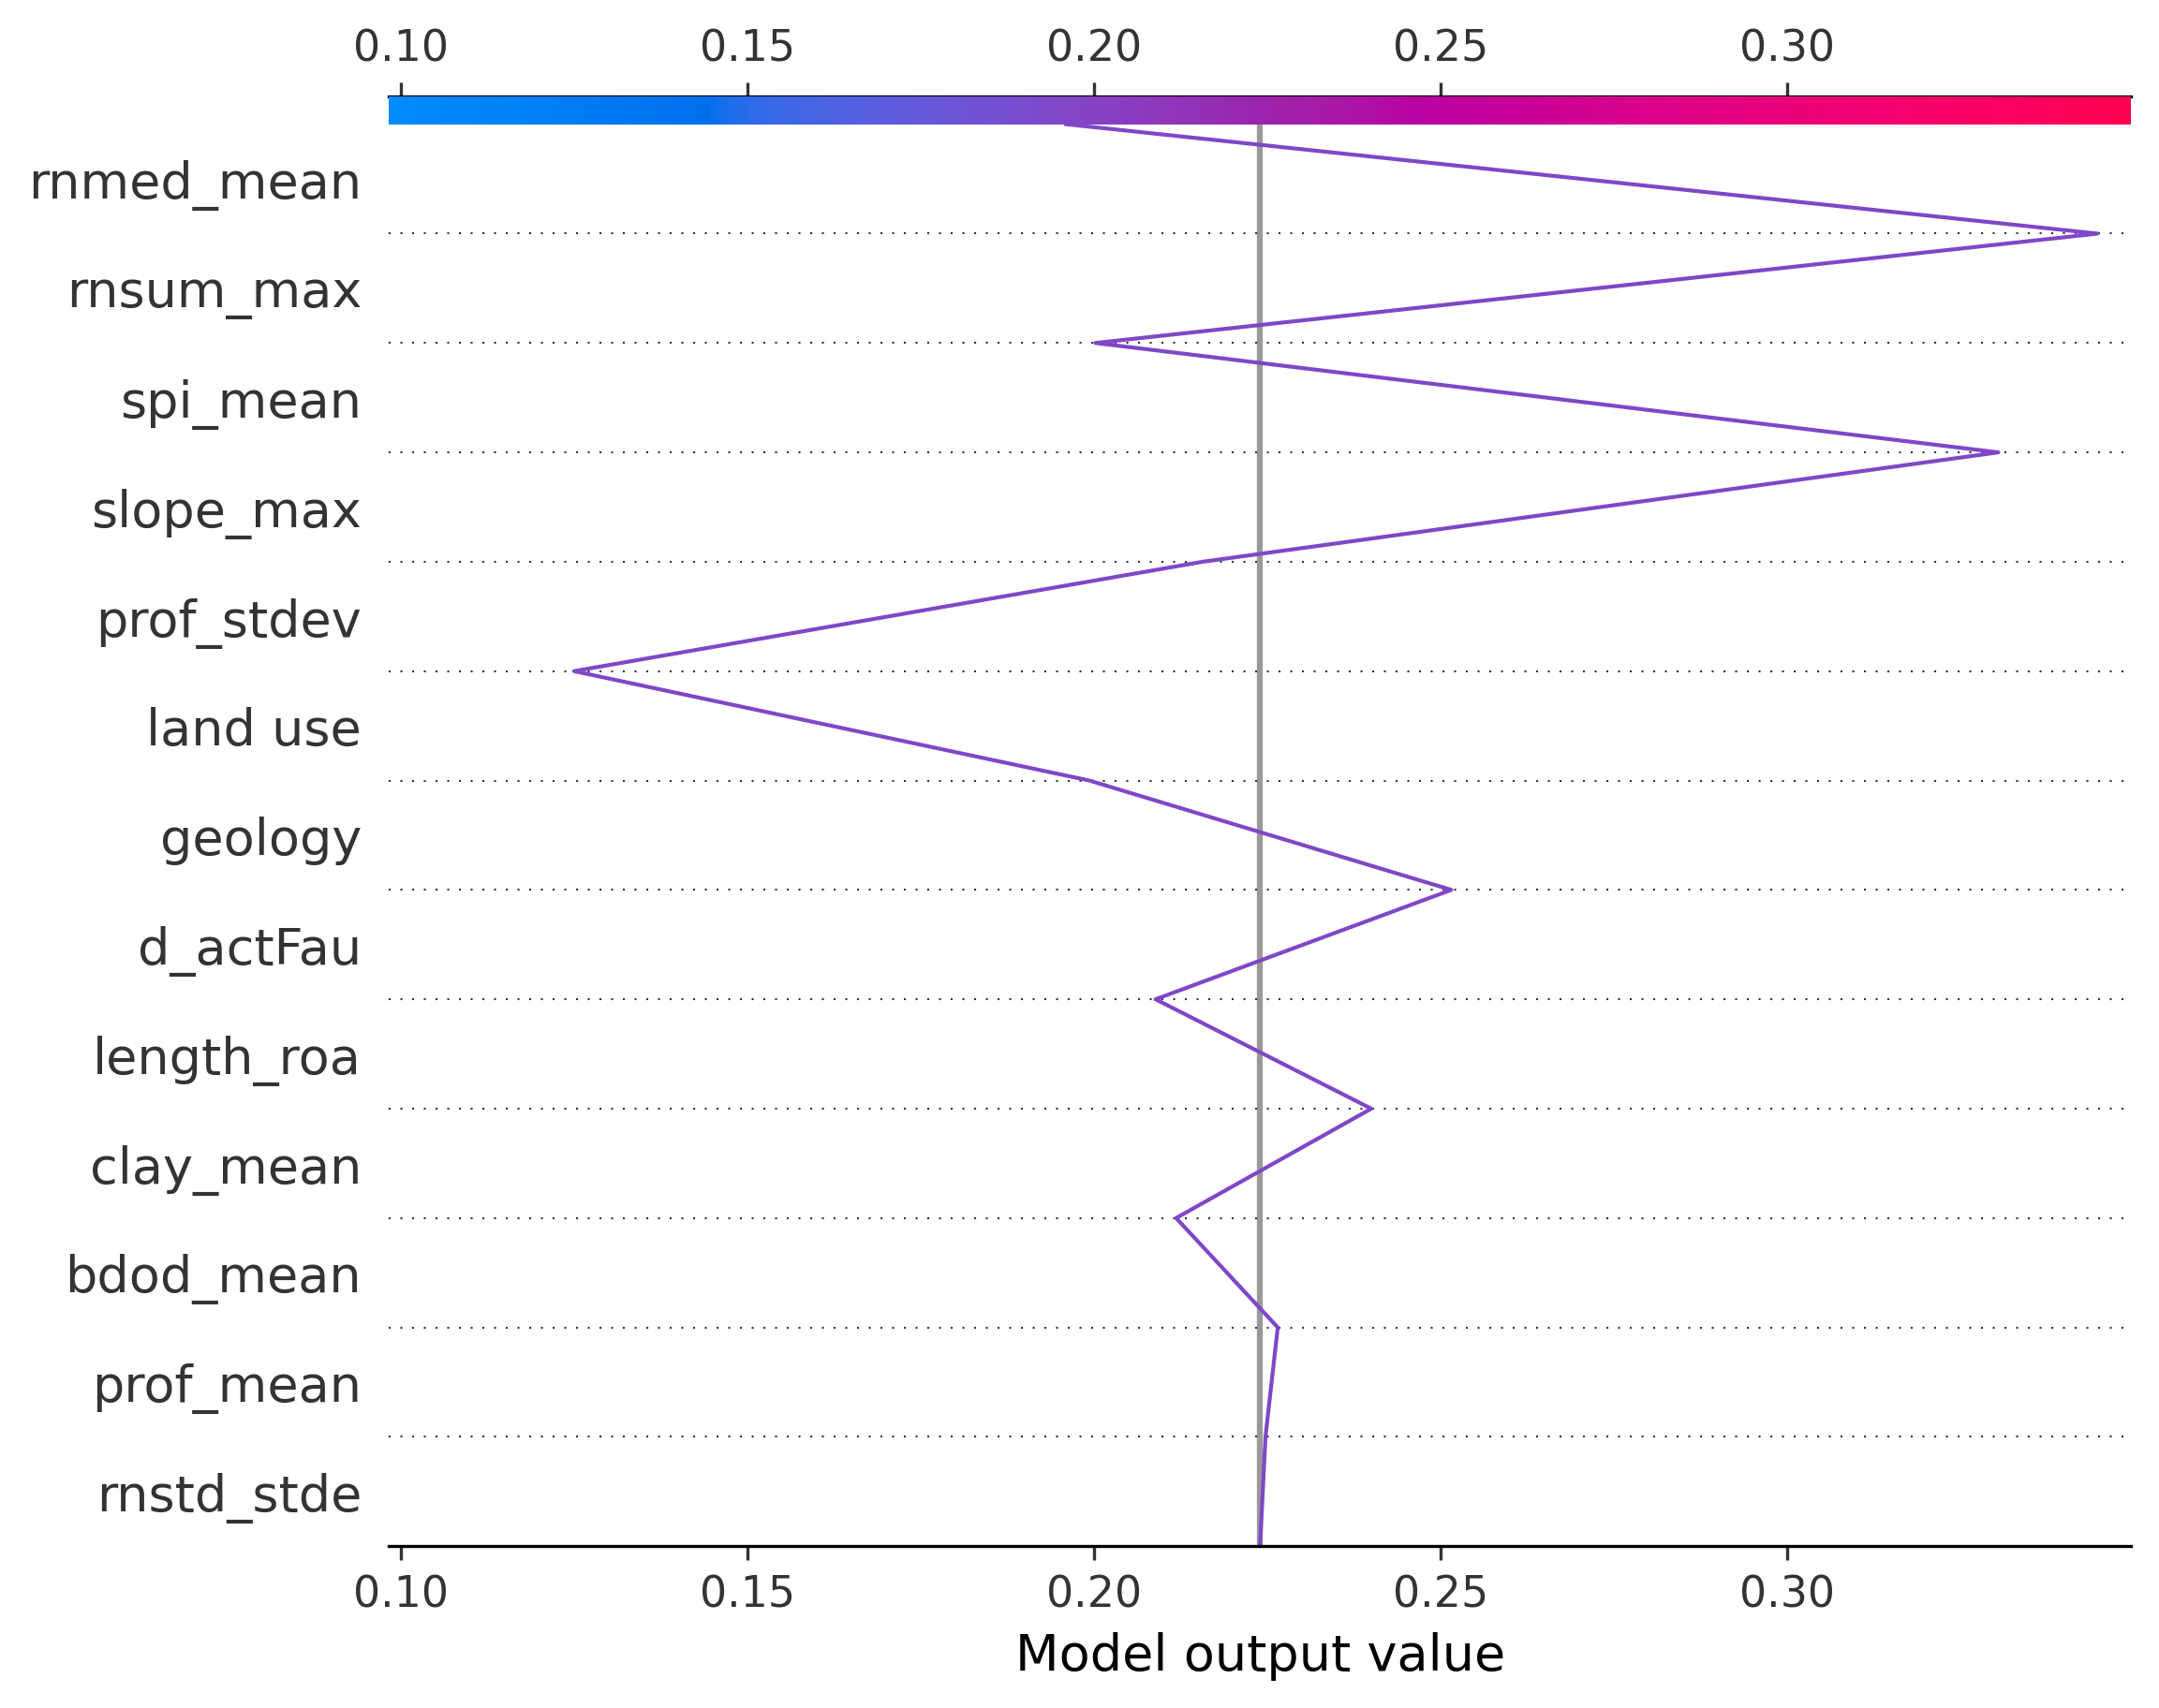 0.10 0.15 0.20 0.25 0.30
rnmed_mean
rnsum_max
spi_mean
slope_max
prof_stdev
land use
geology
d_actFau
length_roa
clay_mean
bdod_mean
prof_mean
rnstd_stde
0.10 0.15 0.20 0.25 0.30
Model output value